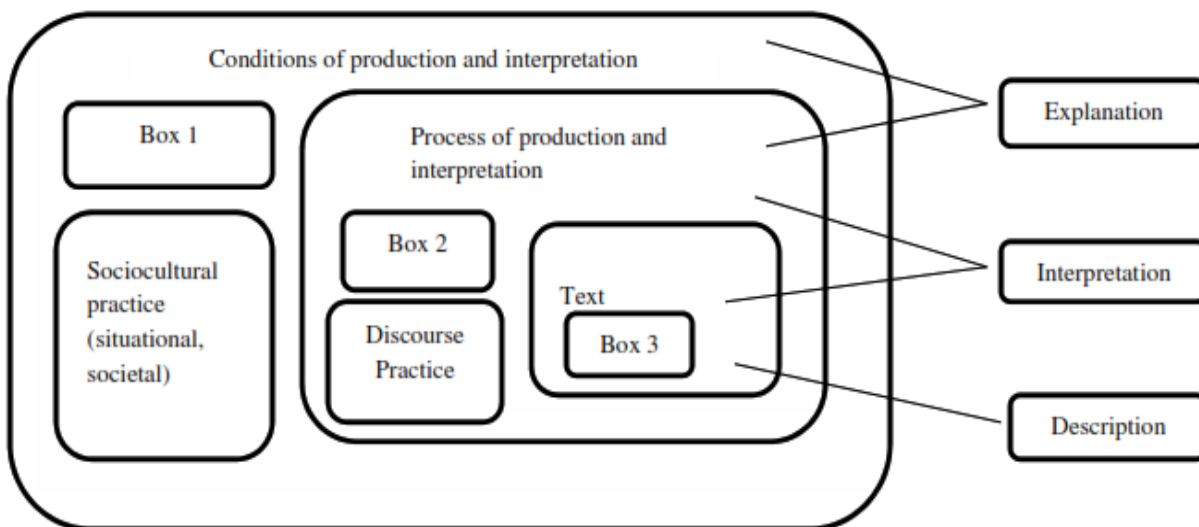 Conditions of production and interpretation
Box 1
Process of production and
interpretation
Explanation
Box 2
Sociocultural
practice
(situational,
societal)
Text
Box 3
Discourse
Practice
Interpretation
Description